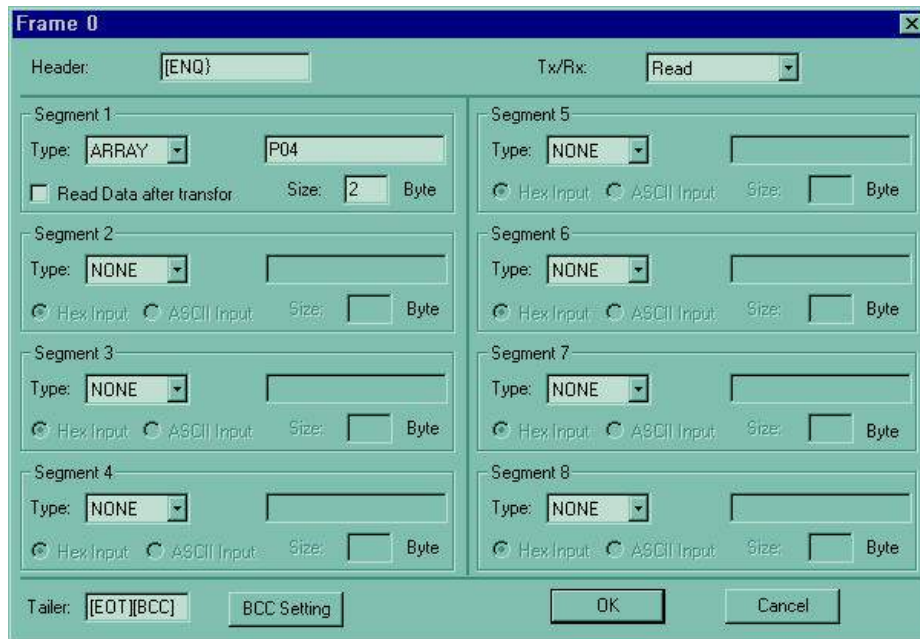 Frame 0
Header: [ENQ} Tx/Rx: Read
Segment 1
Type: ARRAY P04
Read Data after transfor Size: 2 Byte
Segment 2
Type: NONE
Hex Input ASCII Input Size: Byte
Segment 3
Type: NONE
Hex Input ASCII Input Size: Byte
Segment 4
Type: NONE
Hex Input ASCII Input Size: Byte
Segment 5
Type: NONE
Hex Input ASCII Input Size: Byte
Segment 6
Type: NONE
Hex Input ASCII Input Size: Byte
Segment 7
Type: NONE
Hex Input ASCII Input Size: Byte
Segment 8
Type: NONE
Hex Input ASCII Input Size: Byte
Tailer: [EOT][BCC] BCC Setting OK Cancel